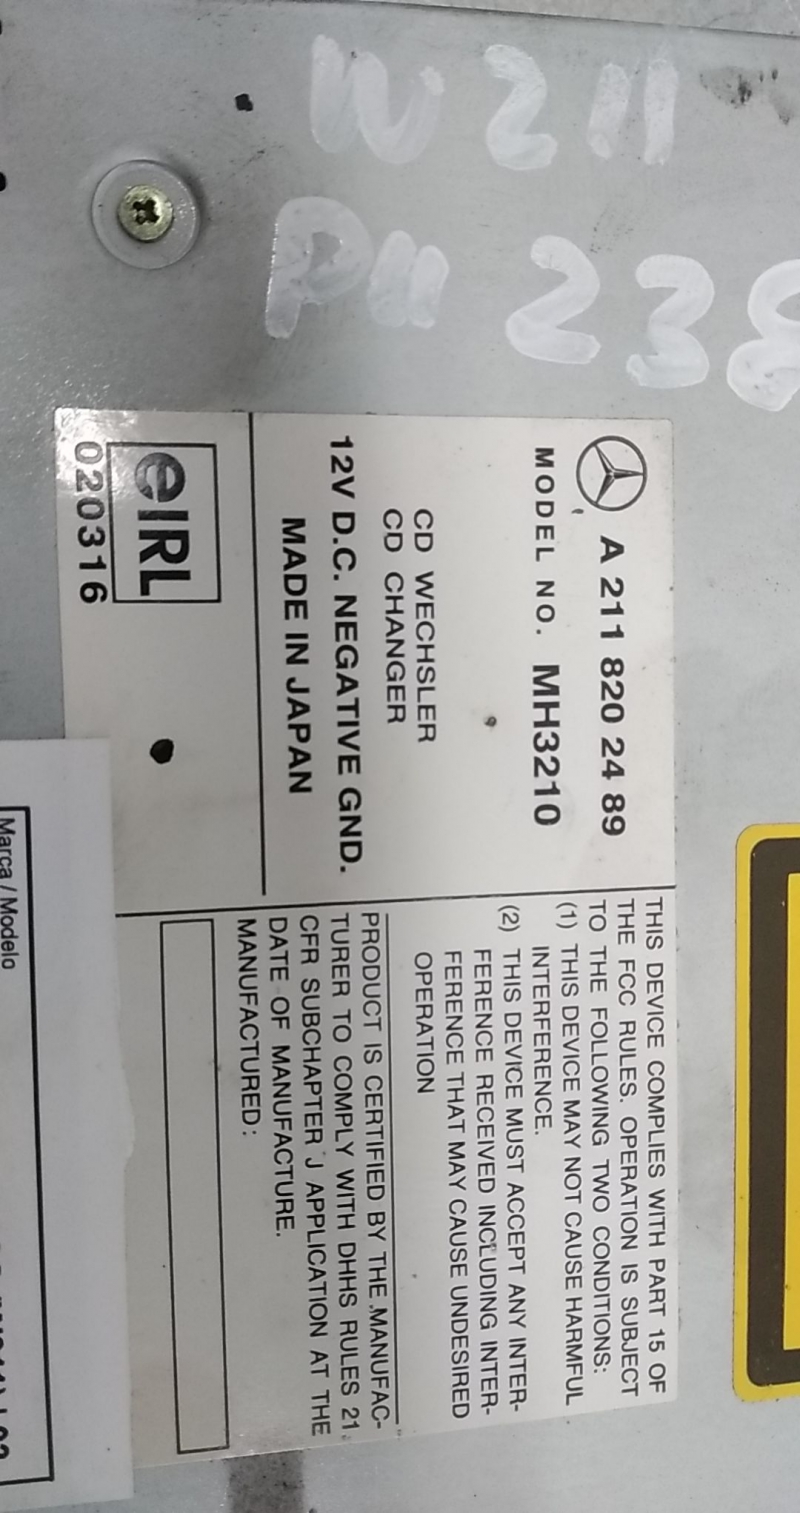 W211
A 211 820 24 89
MODEL NO. MH3210
CD WECHSLER
CD CHANGER
12V D.C. NEGATIVE GND.
MADE IN JAPAN
eIRL
020316
THIS DEVICE COMPLIES WITH PART 15 OF
THE FCC RULES. OPERATION IS SUBJECT
TO THE FOLLOWING TWO CONDITIONS:
(1) THIS DEVICE MAY NOT CAUSE HARMFUL
INTERFERENCE.
(2) THIS DEVICE MUST ACCEPT ANY INTER-
FERENCE RECEIVED INCLUDING INTER-
FERENCE THAT MAY CAUSE UNDESIRED
OPERATION
PRODUCT IS CERTIFIED BY THE MANUFAC-
TURER TO COMPLY WITH DHHS RULES 21
CFR SUBCHAPTER J APPLICATION AT THE
DATE OF MANUFACTURE.
MANUFACTURED:
Marca / Modelo